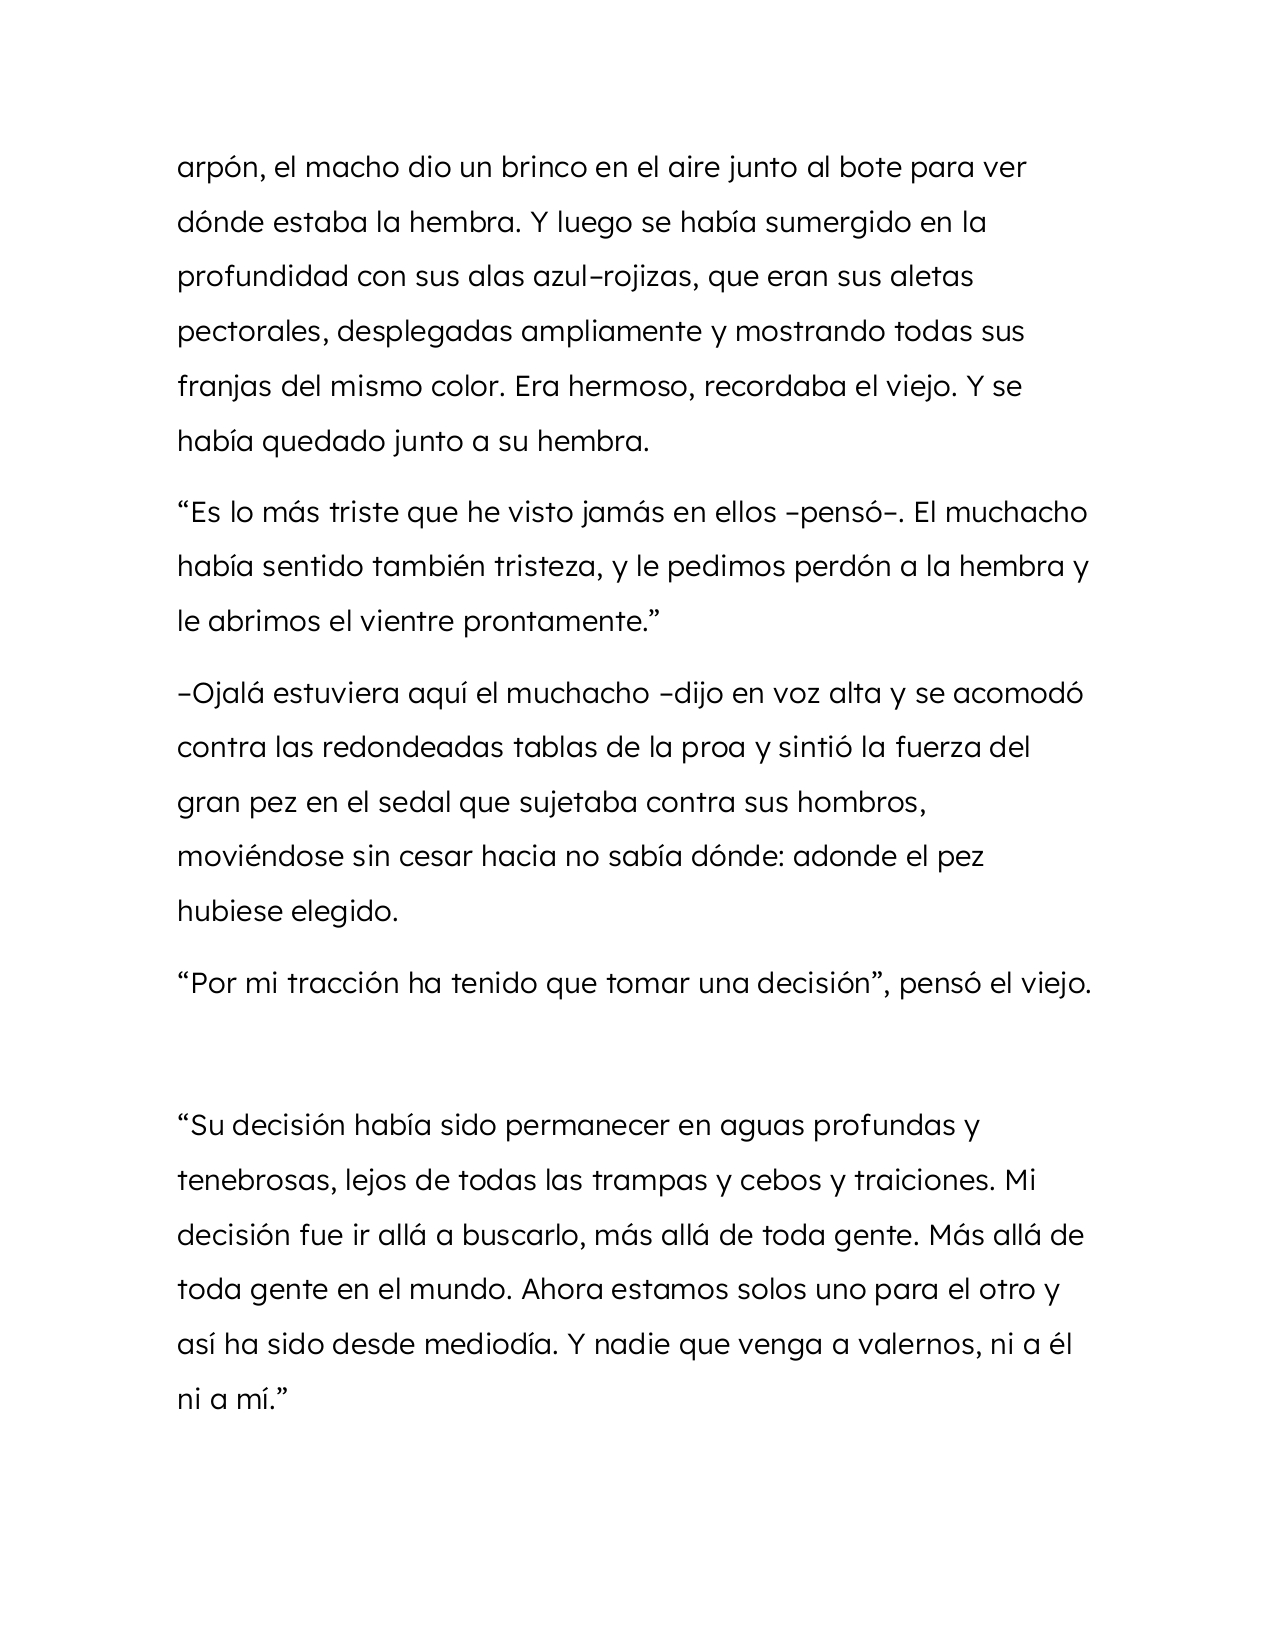 arpón, el macho dio un brinco en el aire junto al bote para ver
dónde estaba la hembra. Y luego se había sumergido en la
profundidad con sus alas azul–rojizas, que eran sus aletas
pectorales, desplegadas ampliamente y mostrando todas sus
franjas del mismo color. Era hermoso, recordaba el viejo. Y se
había quedado junto a su hembra.
“Es lo más triste que he visto jamás en ellos –pensó–. El muchacho
había sentido también tristeza, y le pedimos perdón a la hembra y
le abrimos el vientre prontamente.”
–Ojalá estuviera aquí el muchacho –dijo en voz alta y se acomodó
contra las redondeadas tablas de la proa y sintió la fuerza del
gran pez en el sedal que sujetaba contra sus hombros,
moviéndose sin cesar hacia no sabía dónde: adonde el pez
hubiese elegido.
“Por mi tracción ha tenido que tomar una decisión”, pensó el viejo.
“Su decisión había sido permanecer en aguas profundas y
tenebrosas, lejos de todas las trampas y cebos y traiciones. Mi
decisión fue ir allá a buscarlo, más allá de toda gente. Más allá de
toda gente en el mundo. Ahora estamos solos uno para el otro y
así ha sido desde mediodía. Y nadie que venga a valernos, ni a él
ni a mí.”